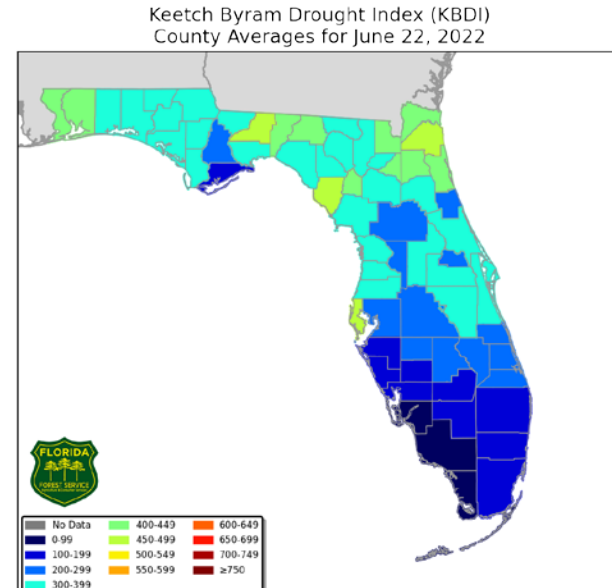 Keetch Byram Drought Index (KBDI)
County Averages for June 22, 2022
FLORIDA
FOREST SERVICE
No Data
0-99
100-199
200-299
300-399
400-449
450-499
500-549
550-599
600-649
650-699
700-749
≥750